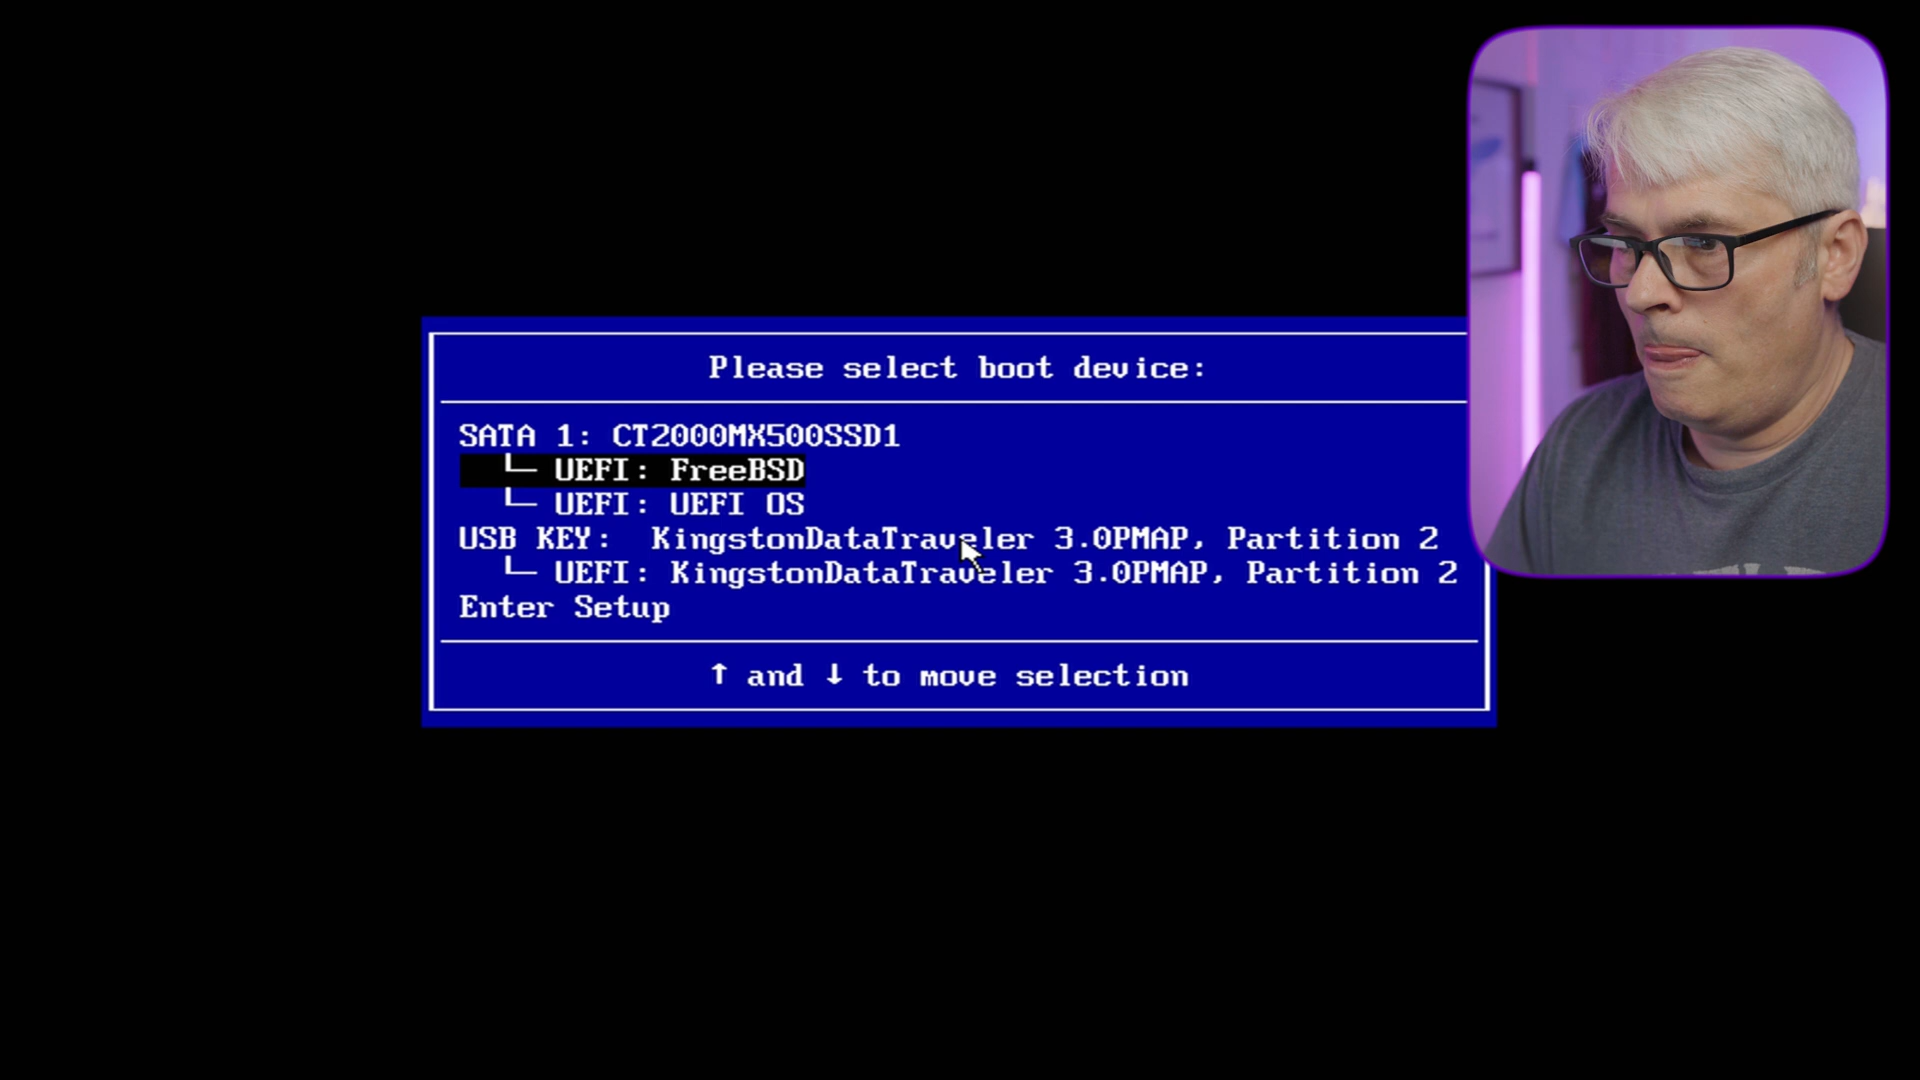 Please select boot device:
SATA 1: CT2000MX500SSD1
└─ UEFI: FreeBSD
└─ UEFI: UEFI OS
USB KEY:  KingstonDataTraveler 3.0PMAP, Partition 2
└─ UEFI: KingstonDataTraveler 3.0PMAP, Partition 2
Enter Setup
↑ and ↓ to move selection